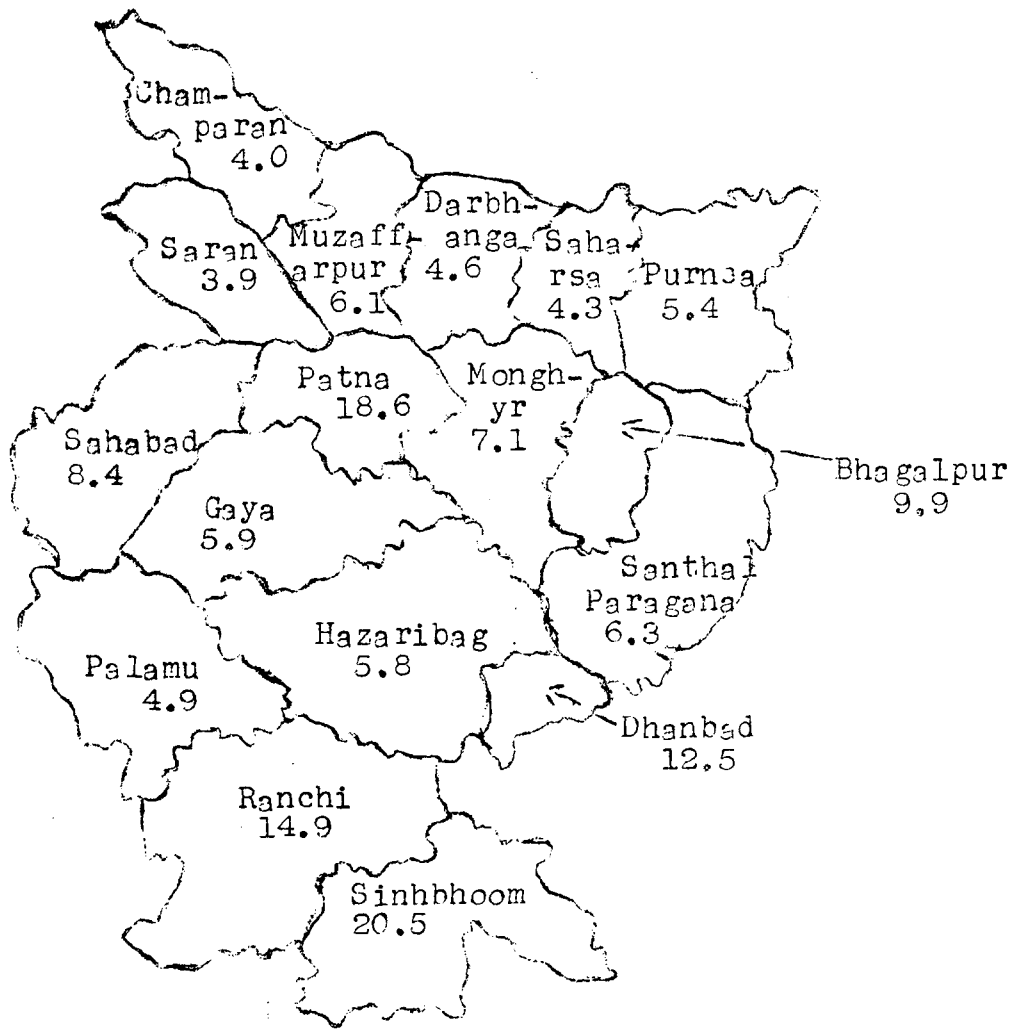 Cham-
paran
4.0
Saran
3.9
Muzaff-
arpur
6.1
Darbh-
anga
4.6
Saha-
rsa
4.3
Purnea
5.4
Patna
18.6
Mongh-
yr
7.1
Sahabad
8.4
Bhagalpur
9.9
Gaya
5.9
Santhal
Paragana
6.3
Hazaribag
5.8
Palamu
4.9
Dhanbad
12.5
Ranchi
14.9
Sinhbhoom
20.5